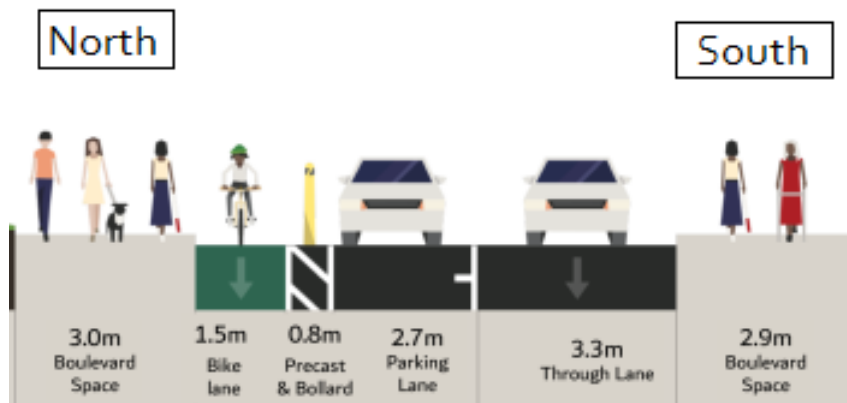 North
South
3.0m
Boulevard
Space
1.5m
Bike
lane
0.8m
Precast
& Bollard
2.7m
Parking
Lane
3.3m
Through Lane
2.9m
Boulevard
Space